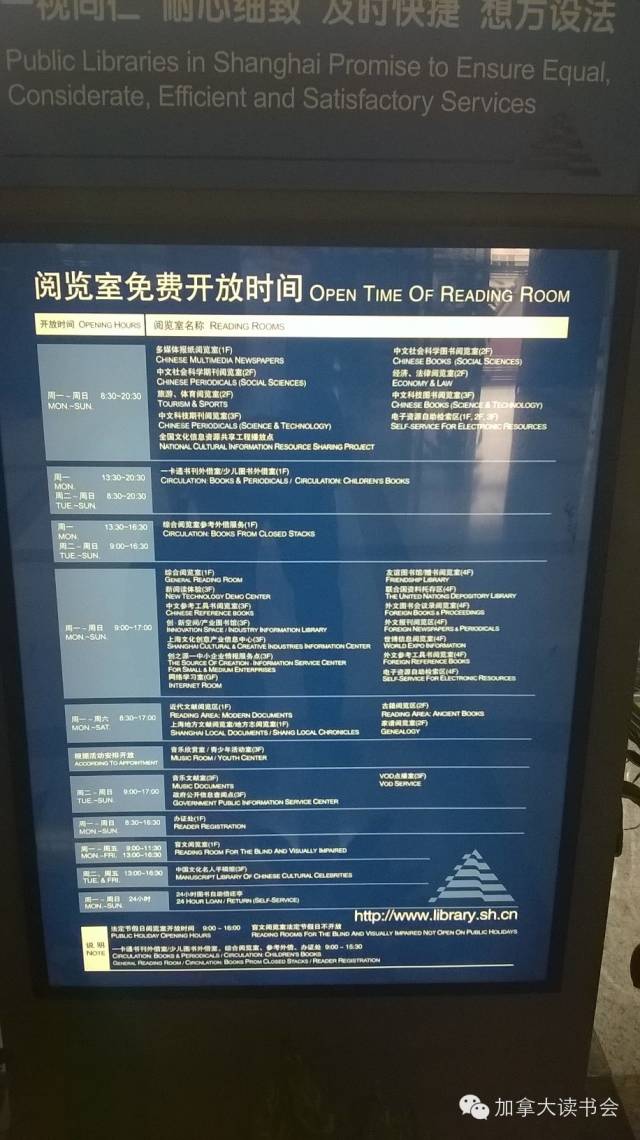 一视同仁 耐心细致 及时快捷 想方设法
Public Libraries in Shanghai Promise to Ensure Equal,
Considerate, Efficient and Satisfactory Services
阅览室免费开放时间 OPEN TIME OF READING ROOM
开放时间 OPENING HOURS 阅览室名称 READING ROOMS
周一~周日 8:30~20:30
MON.~SUN.
多媒体报纸阅览室(1F)
CHINESE MULTIMEDIA NEWSPAPERS
中文社会科学期刊阅览室(2F)
CHINESE PERIODICALS (SOCIAL SCIENCES)
旅游、体育阅览室(2F)
TOURISM & SPORTS
中文科技期刊阅览室(3F)
CHINESE PERIODICALS (SCIENCE & TECHNOLOGY)
全国文化信息资源共享工程播放点
NATIONAL CULTURAL INFORMATION RESOURCE SHARING PROJECT
中文社会科学图书阅览室(2F)
CHINESE BOOKS (SOCIAL SCIENCES)
经济、法律阅览室(2F)
ECONOMY & LAW
中文科技图书阅览室(3F)
CHINESE BOOKS (SCIENCE & TECHNOLOGY)
电子资源自助检索区(1F, 2F, 3F)
SELF-SERVICE FOR ELECTRONIC RESOURCES
周一 13:30~20:30
MON.
周二~周日 8:30~20:30
TUE.~SUN.
一卡通书刊外借室/少儿图书外借室(1F)
CIRCULATION: BOOKS & PERIODICALS / CIRCULATION: CHILDREN'S BOOKS
周一 13:30~16:30
MON.
周二~周日 9:00~16:30
TUE.~SUN.
综合阅览室参考外借服务(1F)
CIRCULATION: BOOKS FROM CLOSED STACKS
周一~周日 9:00~17:00
MON.~SUN.
综合阅览室(1F)
GENERAL READING ROOM
新阅读体验(3F)
NEW TECHNOLOGY DEMO CENTER
中文参考工具书阅览室(3F)
CHINESE REFERENCE BOOKS
创·新空间/产业图书馆(3F)
INNOVATION SPACE / INDUSTRY INFORMATION LIBRARY
上海文化创意产业信息中心(3F)
SHANGHAI CULTURAL & CREATIVE INDUSTRIES INFORMATION CENTER
创之源—中小企业情报服务点(3F)
THE SOURCE OF CREATION · INFORMATION SERVICE CENTER
FOR SMALL & MEDIUM ENTERPRISES
网络学习室(GF)
INTERNET ROOM
友谊图书馆/赠书阅览室(4F)
FRIENDSHIP LIBRARY
联合国资料托存区(4F)
THE UNITED NATIONS DEPOSITORY LIBRARY
外文图书会议录阅览室(4F)
FOREIGN BOOKS & PROCEEDINGS
外文报刊阅览区(4F)
FOREIGN NEWSPAPERS & PERIODICALS
世博信息阅览室(4F)
WORLD EXPO INFORMATION
外文参考工具书阅览室(4F)
FOREIGN REFERENCE BOOKS
电子资源自助检索区(4F)
SELF-SERVICE FOR ELECTRONIC RESOURCES
周一~周六 8:30~17:00
MON.~SAT.
近代文献阅览区(1F)
READING AREA: MODERN DOCUMENTS
上海地方文献阅览室/地方志阅览室(1F)
SHANGHAI LOCAL DOCUMENTS / SHANG LOCAL CHRONICLES
古籍阅览区(2F)
READING AREA: ANCIENT BOOKS
家谱阅览室(2F)
GENEALOGY
根据活动安排开放
ACCORDING TO APPOINTMENT
音乐欣赏室/青少年活动室(3F)
MUSIC ROOM / YOUTH CENTER
周二~周日 9:00~17:00
TUE.~SUN.
音乐文献室(3F)
MUSIC DOCUMENTS
政府公开信息查阅点(3F)
GOVERNMENT PUBLIC INFORMATION SERVICE CENTER
VOD点播室(3F)
VOD SERVICE
周一~周日 8:30~16:30
MON.~SUN.
办证处(1F)
READER REGISTRATION
周一~周五 9:00~11:30
MON.~FRI. 13:00~16:30
盲文阅览室(1F)
READING ROOM FOR THE BLIND AND VISUALLY IMPAIRED
周二、周五 13:00~16:30
TUE. & FRI.
中国文化名人手稿馆(3F)
MANUSCRIPT LIBRARY OF CHINESE CULTURAL CELEBRITIES
周一~周日 24小时
MON.~SUN.
24小时图书自助借还亭
24 HOUR LOAN / RETURN (SELF-SERVICE)
http://www.library.sh.cn
说明
NOTE
法定节假日阅览室开放时间 9:00~16:00 盲文阅览室法定节假日不开放
PUBLIC HOLIDAY OPENING HOURS READING ROOMS FOR THE BLIND AND VISUALLY IMPAIRED NOT OPEN ON PUBLIC HOLIDAYS
一卡通书刊外借室/少儿图书外借室、综合阅览室、参考外借、办证处 9:00~15:30
CIRCULATION: BOOKS & PERIODICALS / CIRCULATION: CHILDREN'S BOOKS
GENERAL READING ROOM / CIRCULATION: BOOKS FROM CLOSED STACKS / READER REGISTRATION
加拿大读书会